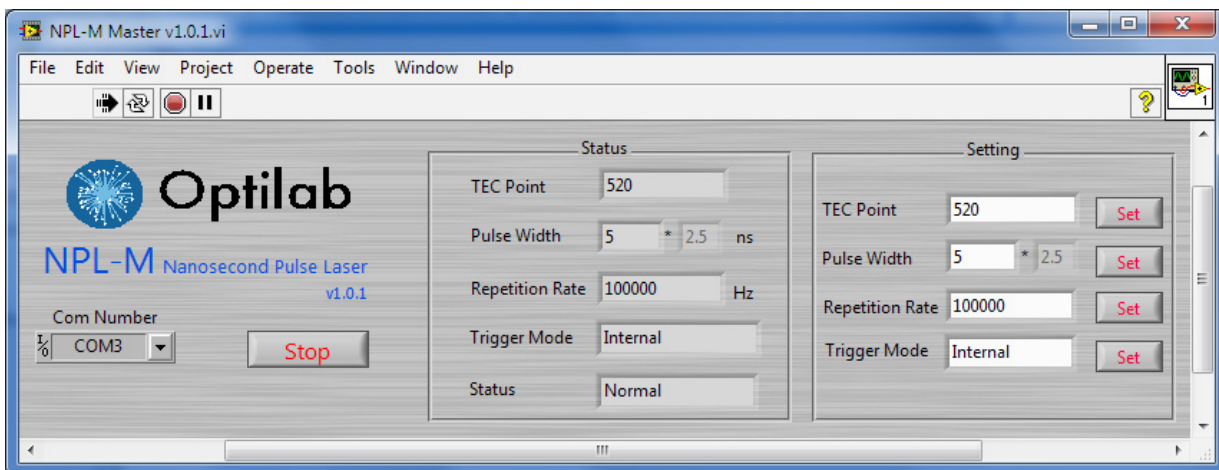 NPL-M Master v1.0.1.vi
File Edit View Project Operate Tools Window Help
1
Optilab
NPL-M Nanosecond Pulse Laser
v1.0.1
Com Number
I/O COM3
Stop
Status
TEC Point 520
Pulse Width 5 * 2.5 ns
Repetition Rate 100000 Hz
Trigger Mode Internal
Status Normal
Setting
TEC Point 520 Set
Pulse Width 5 * 2.5 Set
Repetition Rate 100000 Set
Trigger Mode Internal Set